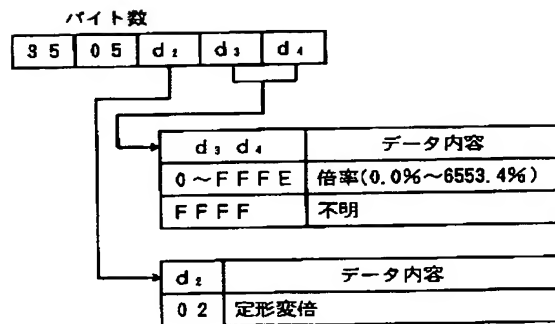 バイト数
35 05 d₂ d₃ d₄
d₃ d₄ データ内容
0～FFFE 倍率(0.0%～6553.4%)
FFFF 不明
d₂ データ内容
02 定形変倍